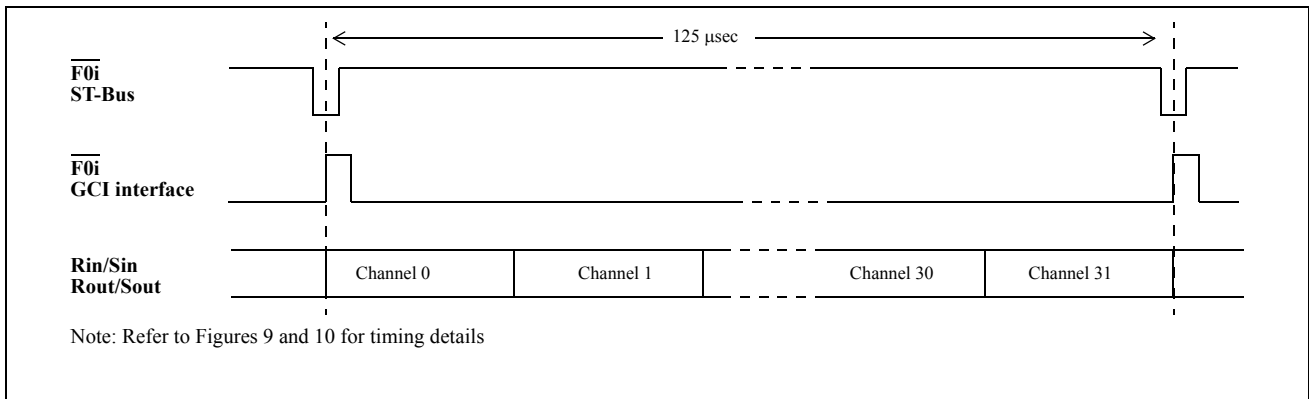 125 μsec
F0i
ST-Bus
F0i
GCI interface
Rin/Sin
Rout/Sout
Channel 0
Channel 1
Channel 30
Channel 31
Note: Refer to Figures 9 and 10 for timing details